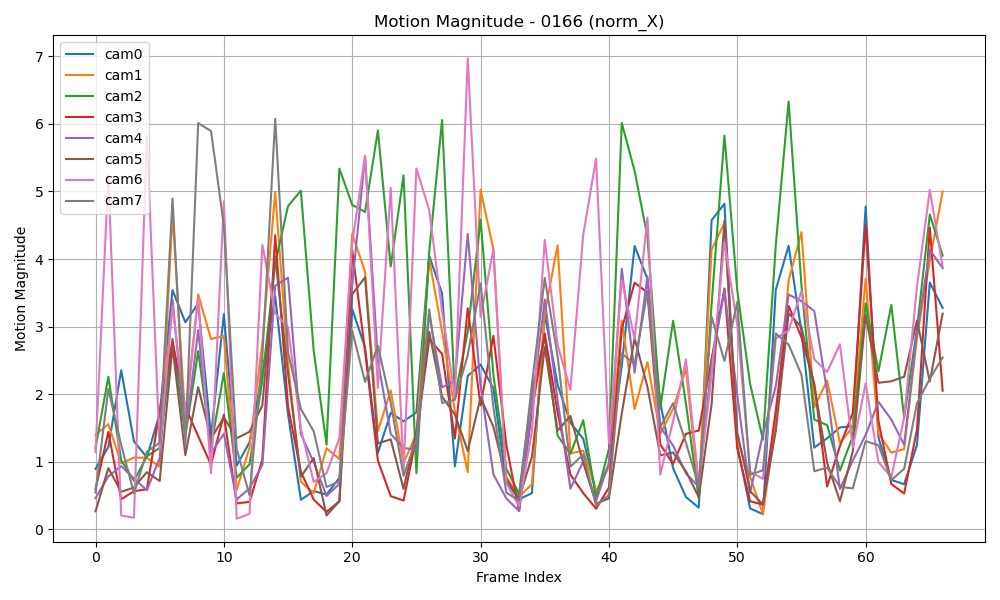 Motion Magnitude - 0166 (norm_X)
7
6
5
4
3
2
1
0
Motion Magnitude
cam0
cam1
cam2
cam3
cam4
cam5
cam6
cam7
0
10
20
30
40
50
60
Frame Index